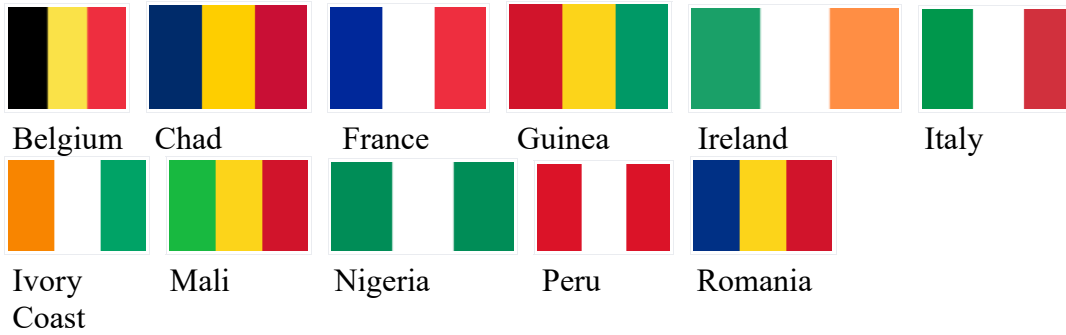 Belgium Chad France Guinea Ireland Italy
Ivory Mali Nigeria Peru Romania
Coast